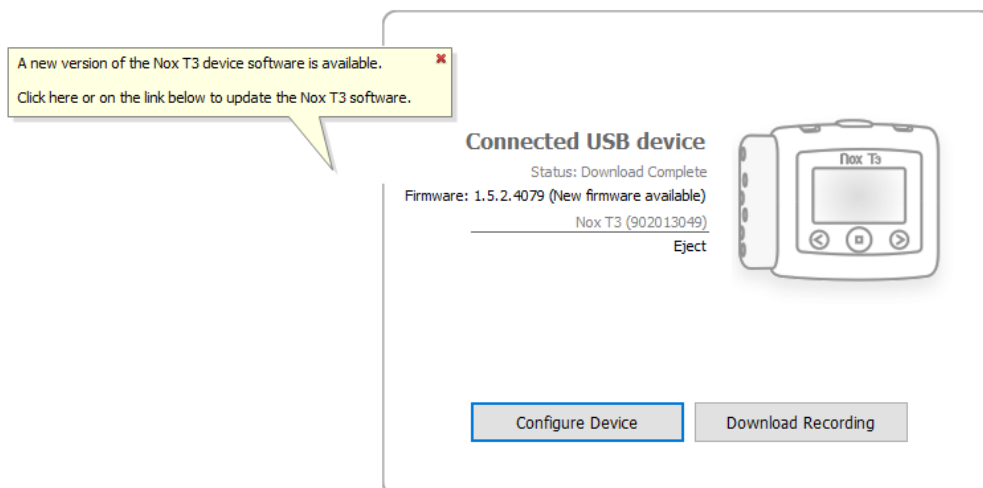 A new version of the Nox T3 device software is available.
Click here or on the link below to update the Nox T3 software.
Connected USB device
Status: Download Complete
Firmware: 1.5.2.4079 (New firmware available)
Nox T3 (902013049)
Eject
Nox T3
Configure Device
Download Recording